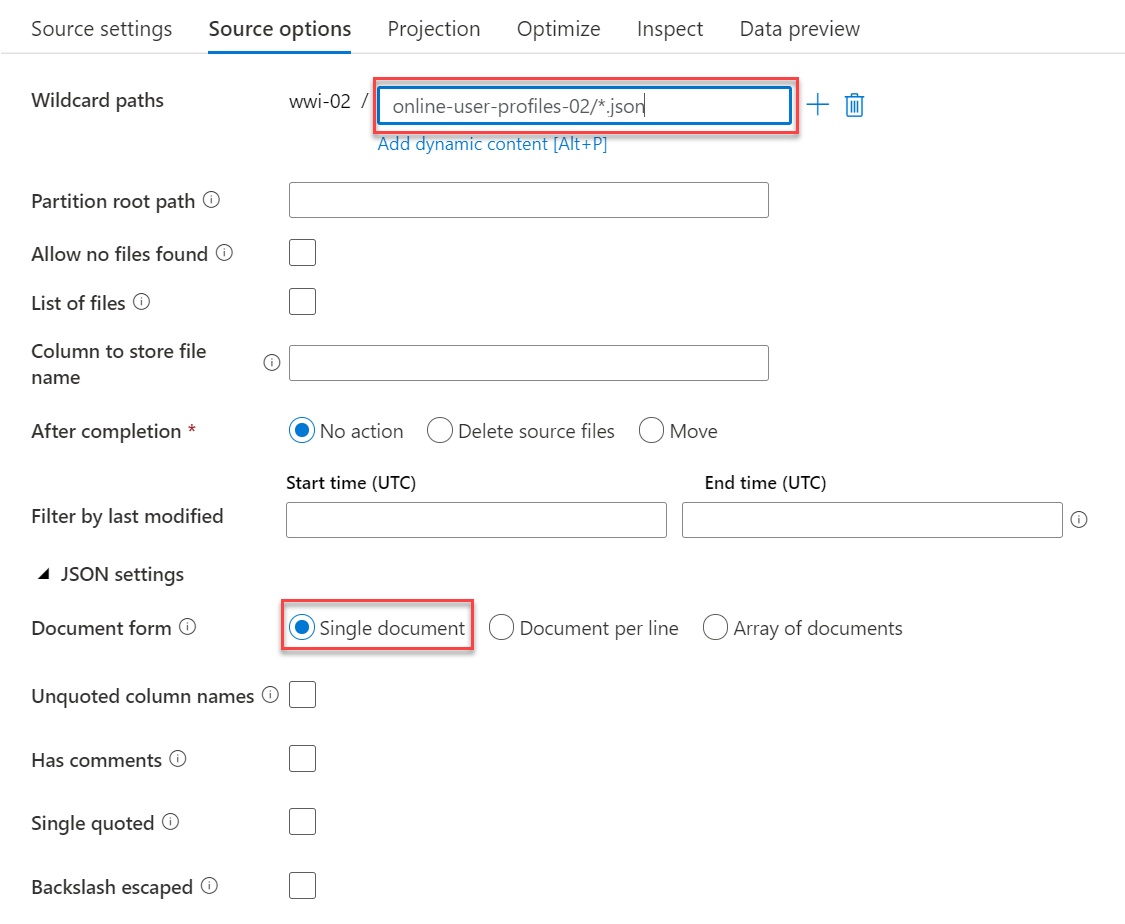 Source settings Source options Projection Optimize Inspect Data preview
Wildcard paths wwi-02 / online-user-profiles-02/*.json
Add dynamic content [Alt+P]
Partition root path
Allow no files found
List of files
Column to store file
name
After completion * No action Delete source files Move
Start time (UTC) End time (UTC)
Filter by last modified
JSON settings
Document form Single document Document per line Array of documents
Unquoted column names
Has comments
Single quoted
Backslash escaped